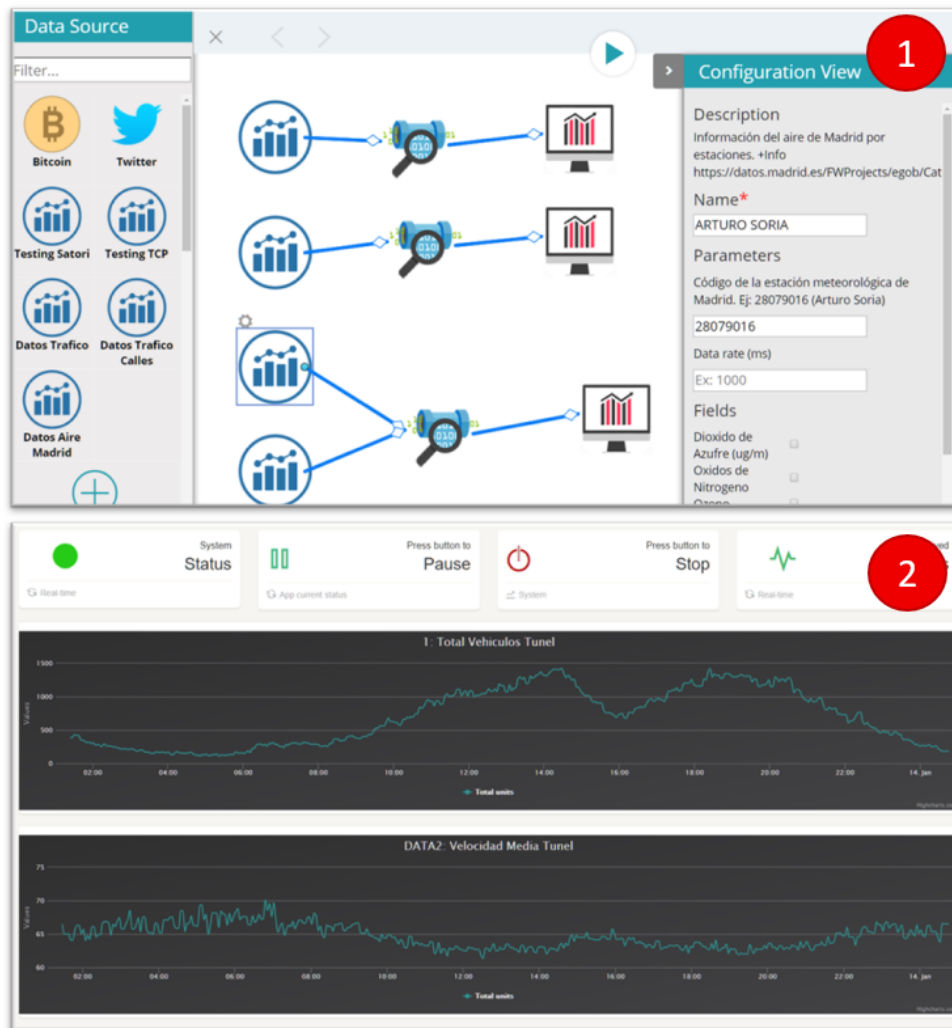 Data Source
Filter...
Bitcoin
Twitter
Testing Satori
Testing TCP
Datos Trafico
Datos Trafico
Calles
Datos Aire
Madrid
1
Configuration View
Description
Información del aire de Madrid por
estaciones. +Info
https://datos.madrid.es/FWProjects/egob/Cat
Name*
ARTURO SORIA
Parameters
Código de la estación meteorológica de
Madrid. Ej: 28079016 (Arturo Soria)
28079016
Data rate (ms)
Ex: 1000
Fields
Dioxido de
Azufre (ug/m)
Oxidos de
Nitrogeno
Ozono
System
Status
Real-time
Press button to
Pause
App current status
Press button to
Stop
System
Real-time
2
1: Total Vehiculos Tunel
Values
1500
1000
500
0
02:00 04:00 06:00 08:00 10:00 12:00 14:00 16:00 18:00 20:00 22:00 14. Jan
Total units
DATA2: Velocidad Media Tunel
Values
75
70
65
60
02:00 04:00 06:00 08:00 10:00 12:00 14:00 16:00 18:00 20:00 22:00 14. Jan
Total units